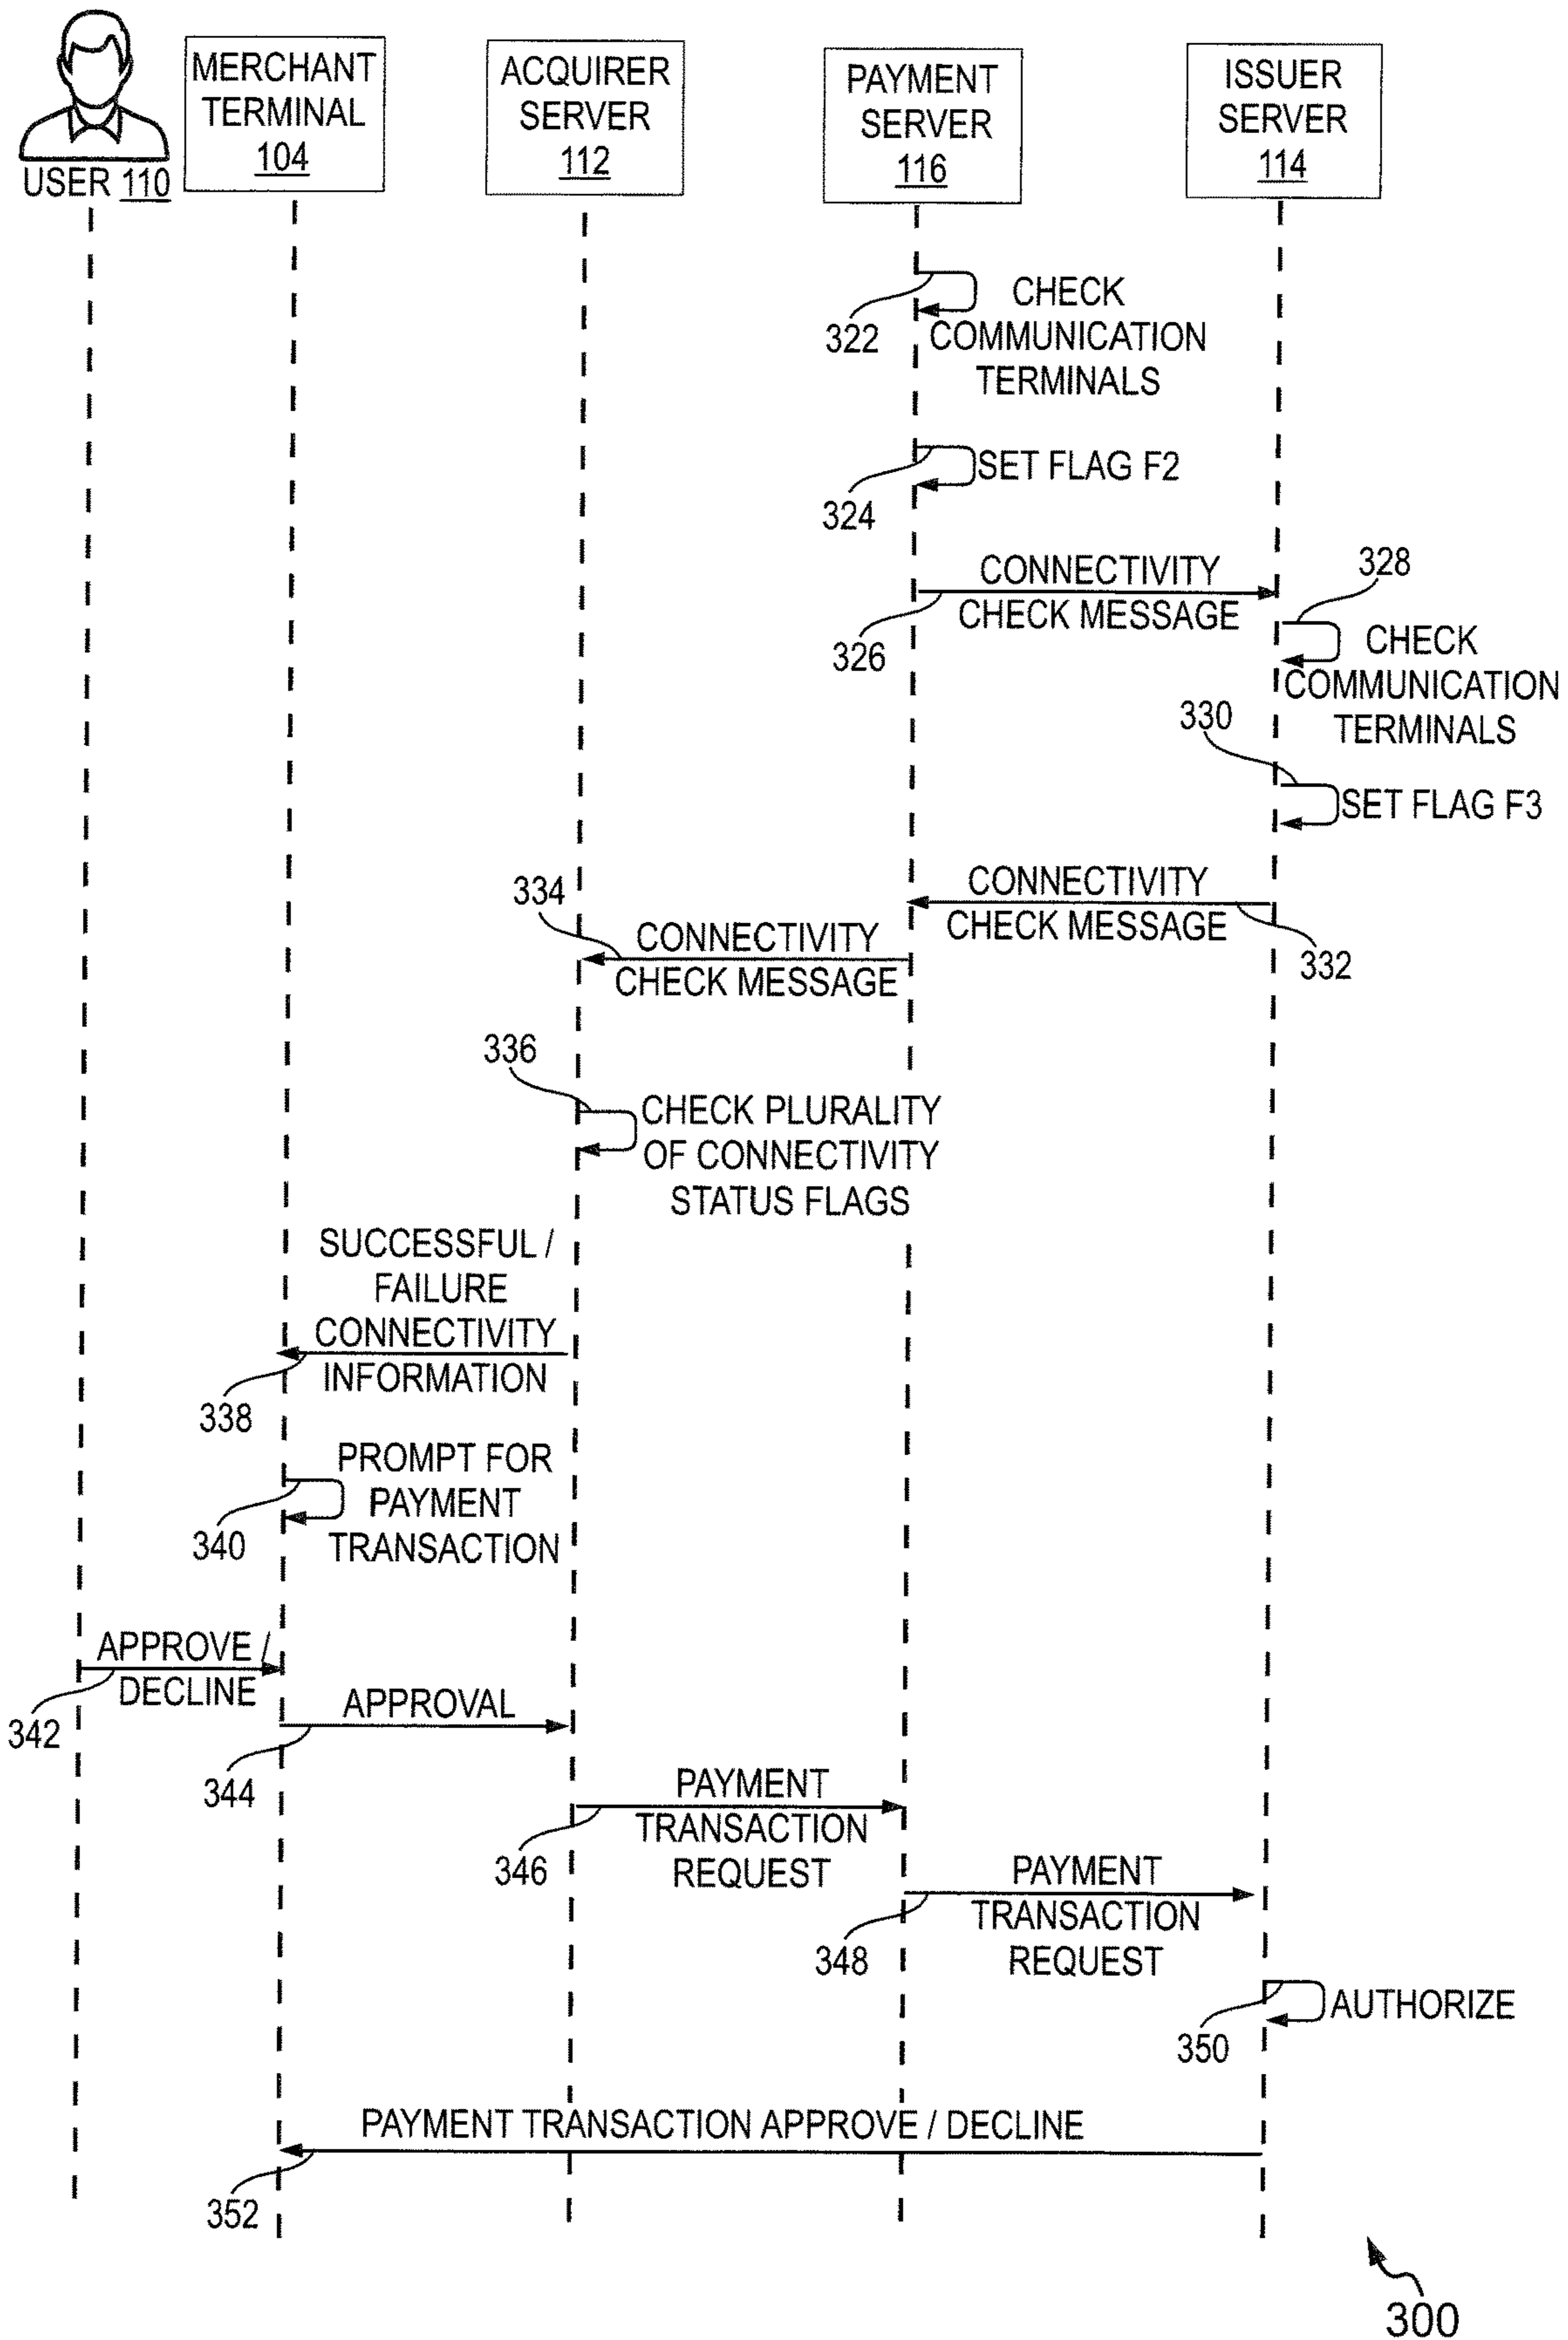 USER 110
MERCHANT
TERMINAL
104
ACQUIRER
SERVER
112
PAYMENT
SERVER
116
ISSUER
SERVER
114
322
CHECK
COMMUNICATION
TERMINALS
324
SET FLAG F2
CONNECTIVITY
CHECK MESSAGE
326
328
CHECK
COMMUNICATION
TERMINALS
330
SET FLAG F3
CONNECTIVITY
CHECK MESSAGE
332
334
CONNECTIVITY
CHECK MESSAGE
336
CHECK PLURALITY
OF CONNECTIVITY
STATUS FLAGS
SUCCESSFUL /
FAILURE
CONNECTIVITY
INFORMATION
338
PROMPT FOR
PAYMENT
TRANSACTION
340
APPROVE /
DECLINE
342
APPROVAL
344
PAYMENT
TRANSACTION
REQUEST
346
PAYMENT
TRANSACTION
REQUEST
348
AUTHORIZE
350
PAYMENT TRANSACTION APPROVE / DECLINE
352
300